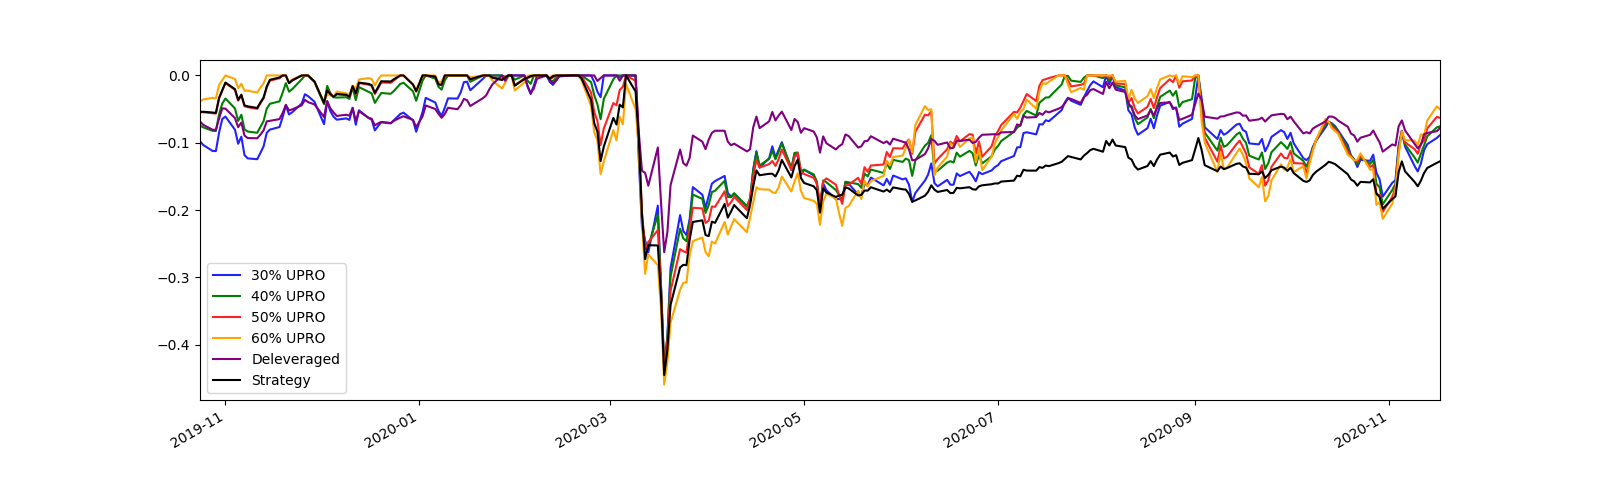 0.0
−0.1
−0.2
−0.3
−0.4
30% UPRO
40% UPRO
50% UPRO
60% UPRO
Deleveraged
Strategy
2019-11
2020-01
2020-03
2020-05
2020-07
2020-09
2020-11